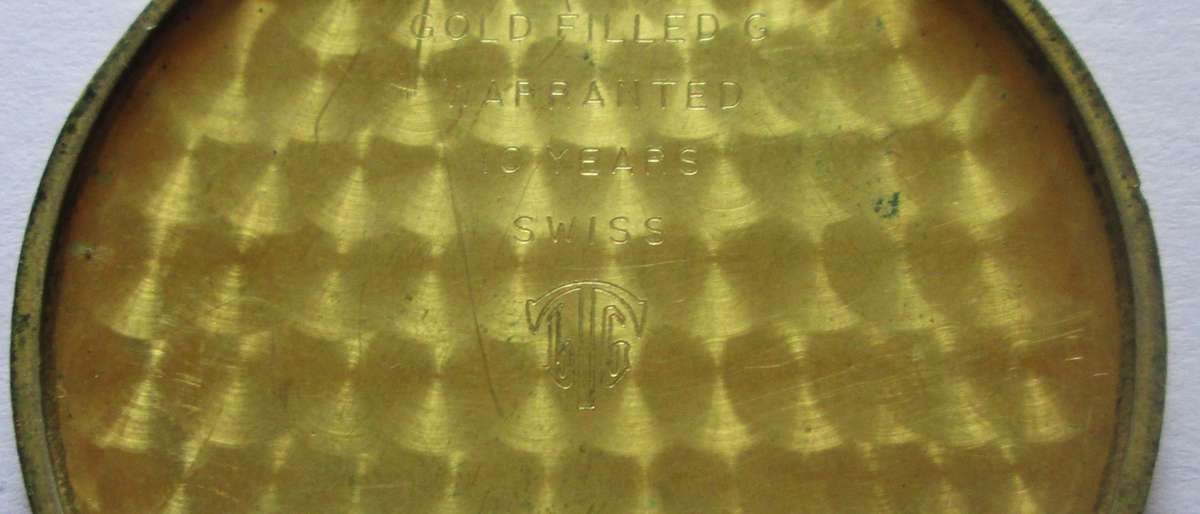 GOLD FILLED G
WARRANTED
10 YEARS
SWISS